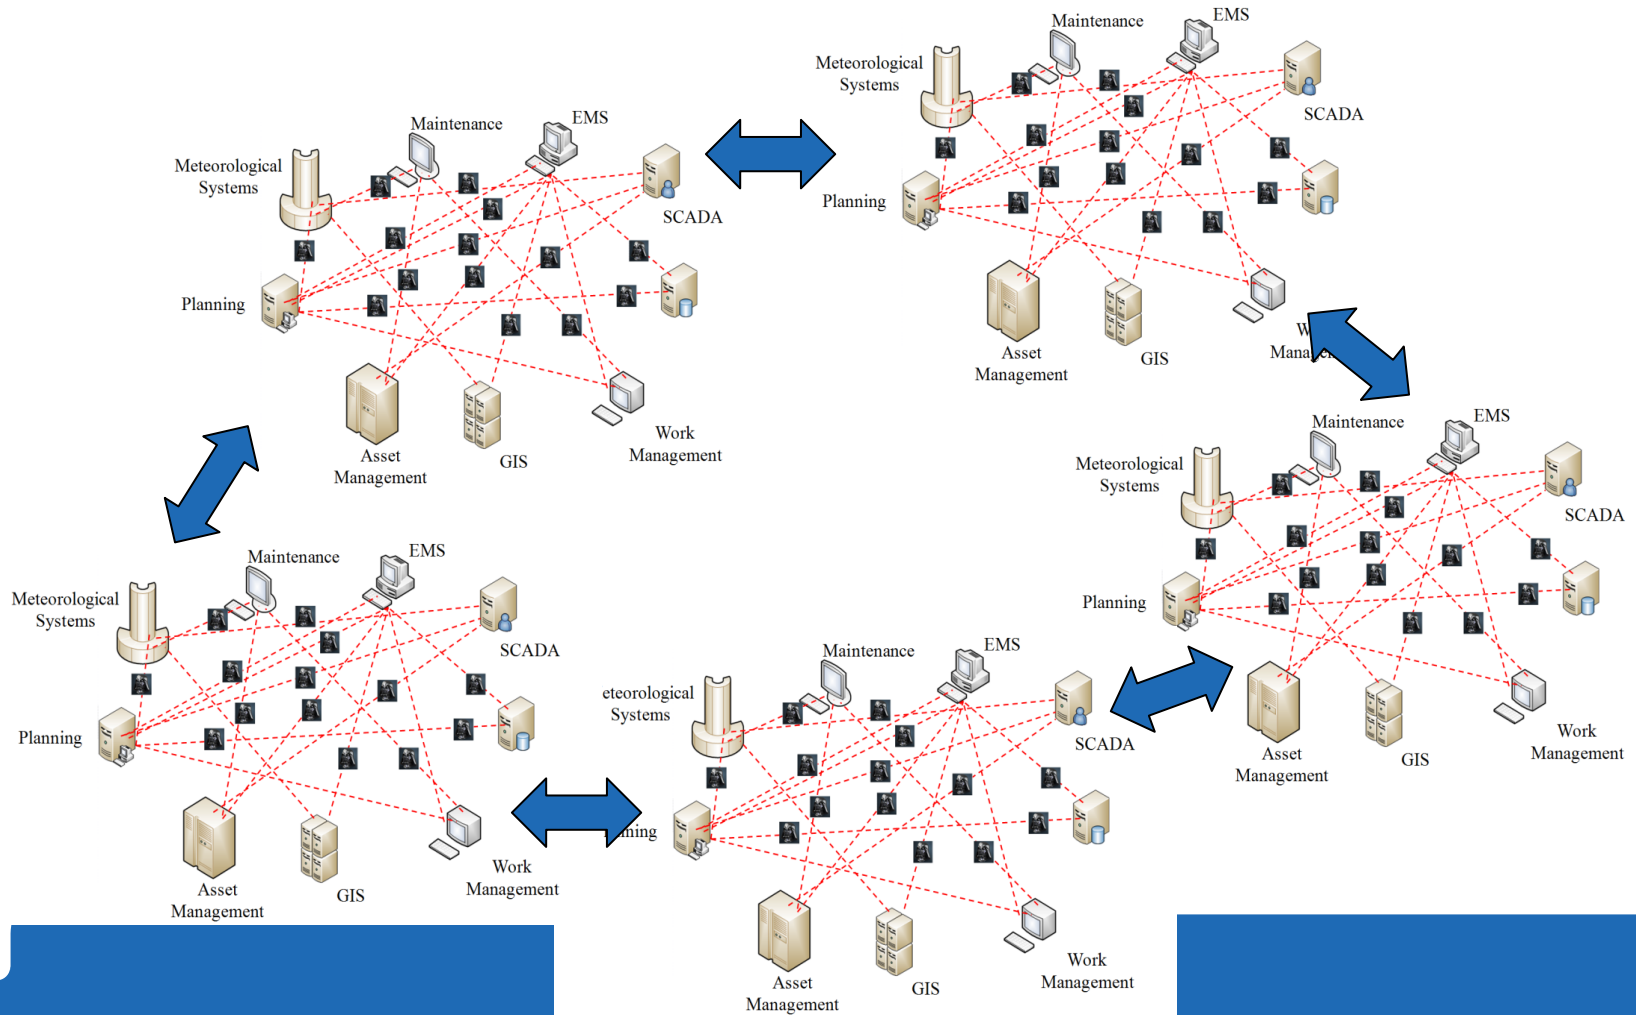 Maintenance
EMS
Meteorological
Systems
SCADA
Planning
Asset
Management
GIS
Work
Management
Maintenance
EMS
Meteorological
Systems
SCADA
Planning
Asset
Management
GIS
Maintenance
EMS
Meteorological
Systems
SCADA
Planning
Asset
Management
GIS
Work
Management
Maintenance
EMS
Meteorological
Systems
SCADA
Planning
Asset
Management
GIS
Work
Management
Maintenance
EMS
eteorological
Systems
SCADA
Asset
Management
GIS
Work
Management